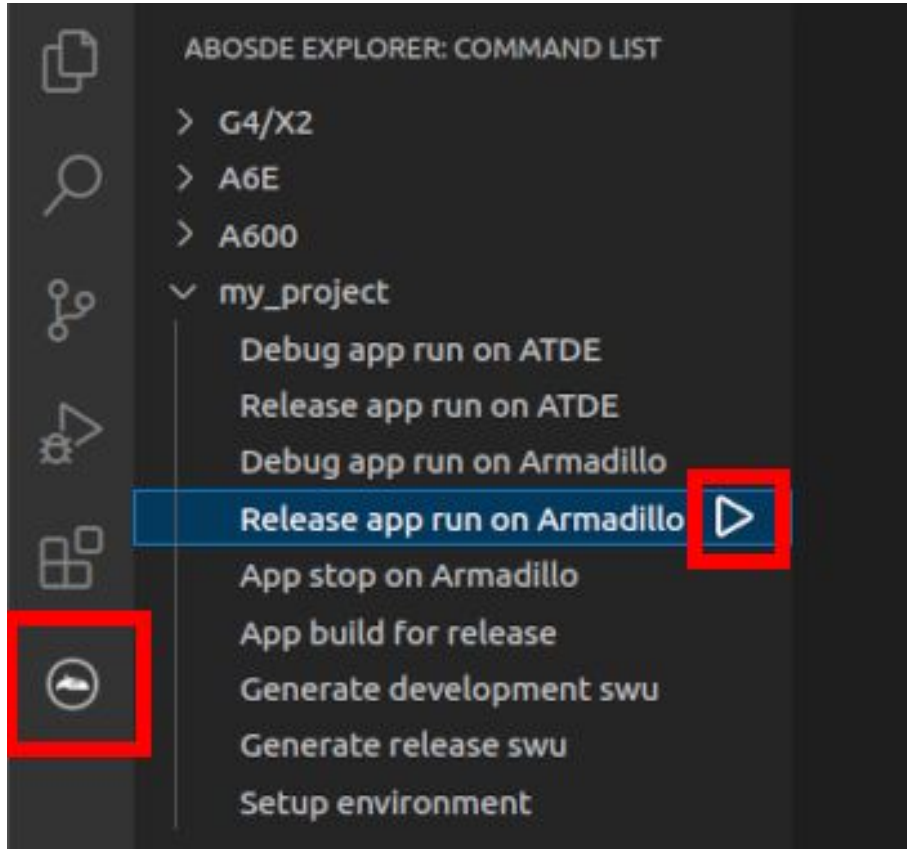 ABOSDE EXPLORER: COMMAND LIST
G4/X2
A6E
A600
my_project
Debug app run on ATDE
Release app run on ATDE
Debug app run on Armadillo
Release app run on Armadillo
App stop on Armadillo
App build for release
Generate development swu
Generate release swu
Setup environment